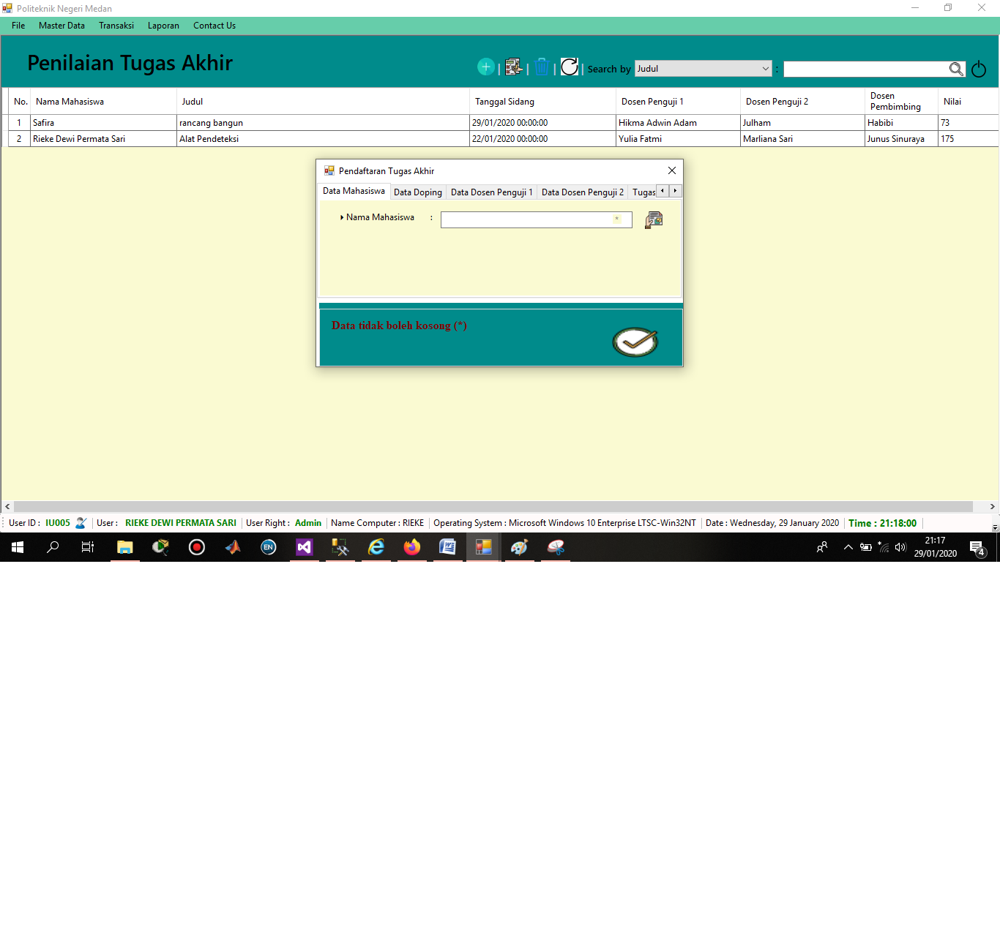 Politeknik Negeri Medan
File Master Data Transaksi Laporan Contact Us
Penilaian Tugas Akhir
| | | | Search by Judul :
No. Nama Mahasiswa Judul Tanggal Sidang Dosen Penguji 1 Dosen Penguji 2 Dosen Pembimbing Nilai
1 Safira rancang bangun 29/01/2020 00:00:00 Hikma Adwin Adam Julham Habibi 73
2 Rieke Dewi Permata Sari Alat Pendeteksi 22/01/2020 00:00:00 Yulia Fatmi Marliana Sari Junus Sinuraya 175
Pendaftaran Tugas Akhir
Data Mahasiswa Data Doping Data Dosen Penguji 1 Data Dosen Penguji 2 Tugas
Nama Mahasiswa : *
Data tidak boleh kosong (*)
User ID : IU005 User : RIEKE DEWI PERMATA SARI User Right : Admin Name Computer : RIEKE Operating System : Microsoft Windows 10 Enterprise LTSC-Win32NT Date : Wednesday, 29 January 2020 Time : 21:18:00
EN
21:17
29/01/2020
4